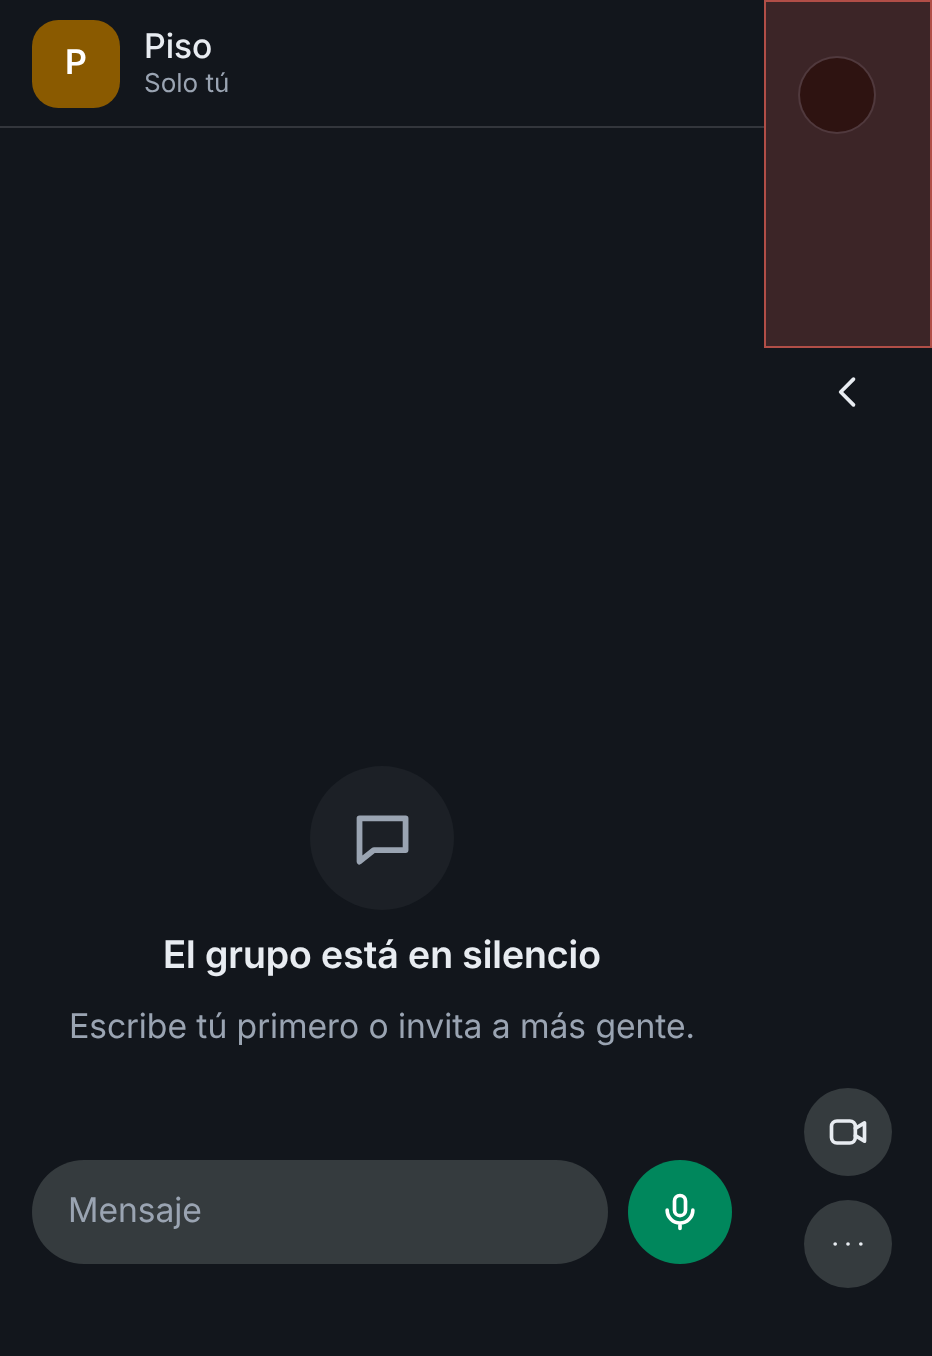 P
Piso
Solo tú
El grupo está en silencio
Escribe tú primero o invita a más gente.
Mensaje